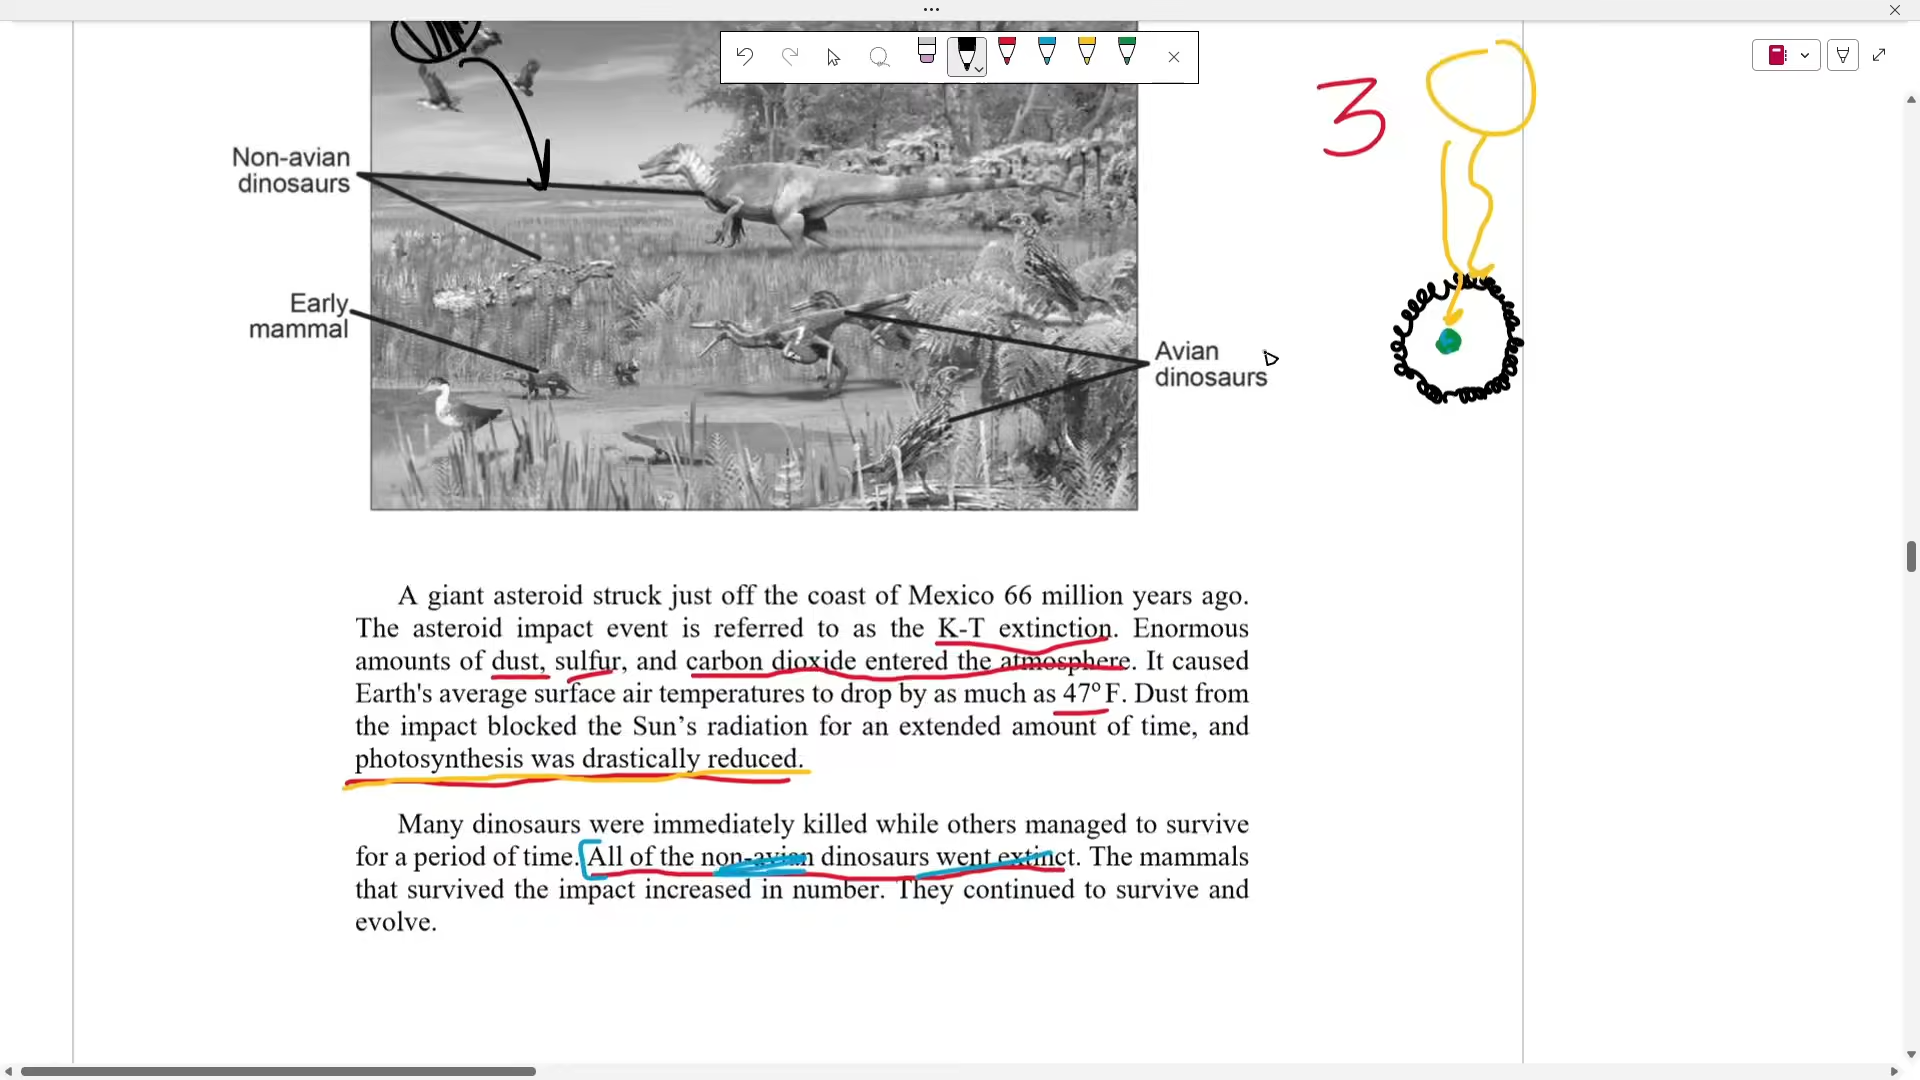 3
Non-avian
dinosaurs
Early
mammal
Avian
dinosaurs
A giant asteroid struck just off the coast of Mexico 66 million years ago.
The asteroid impact event is referred to as the K-T extinction. Enormous
amounts of dust, sulfur, and carbon dioxide entered the atmosphere. It caused
Earth's average surface air temperatures to drop by as much as 47º F. Dust from
the impact blocked the Sun’s radiation for an extended amount of time, and
photosynthesis was drastically reduced.
Many dinosaurs were immediately killed while others managed to survive
for a period of time. All of the non-avian dinosaurs went extinct. The mammals
that survived the impact increased in number. They continued to survive and
evolve.